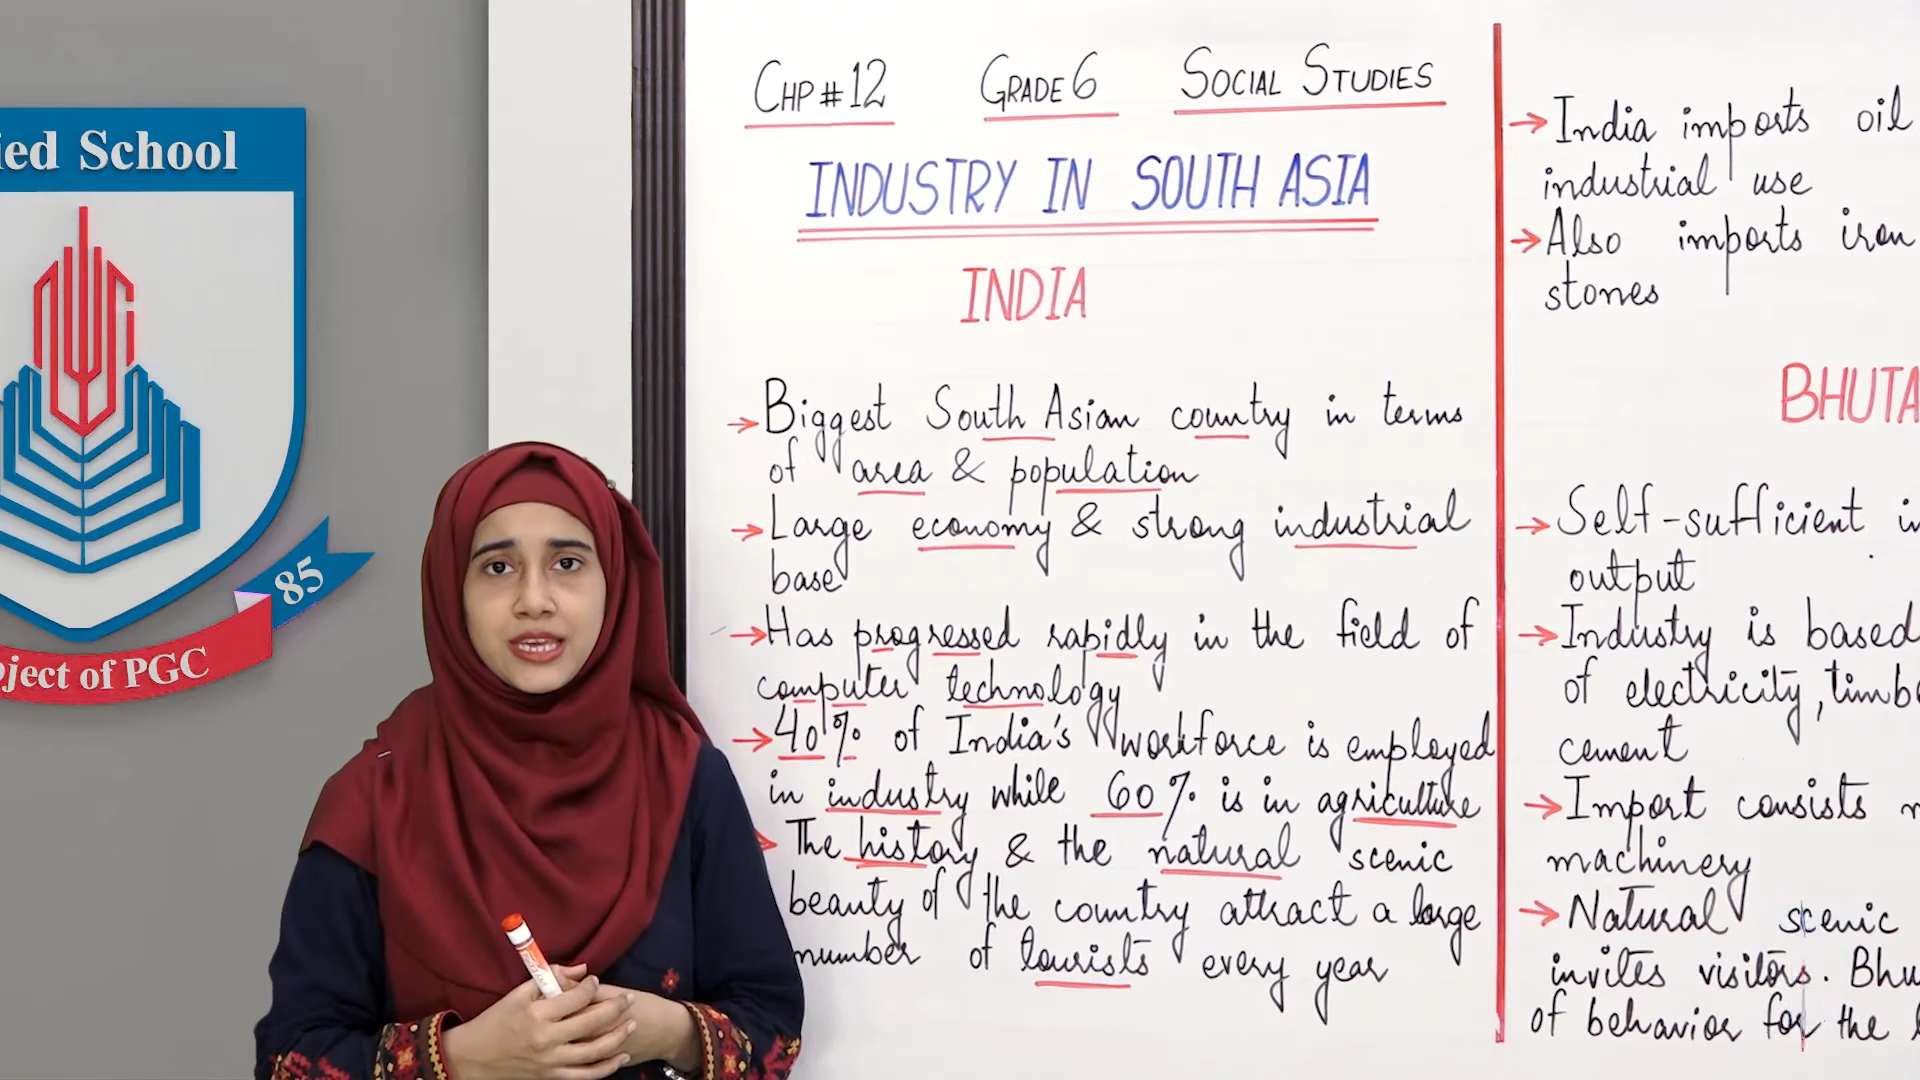 ied School
85
ject of PGC
CHP # 12 GRADE 6 SOCIAL STUDIES
INDUSTRY IN SOUTH ASIA
INDIA
→ Biggest South Asian country in terms
of area & population
→ Large economy & strong industrial
base
→ Has progressed rapidly in the field of
computer technology
→ 40% of India's workforce is employed
in industry while 60% is in agriculture
The history & the natural scenic
beauty of the country attract a large
number of tourists every year
→ India imports oil
industrial use
→ Also imports iron
stones
BHUTA
→ Self-sufficient in
output
→ Industry is based
of electricity, timb
cement
→ Import consists
machinery
→ Natural scenic
invites visitors. Bhu
of behavior for the